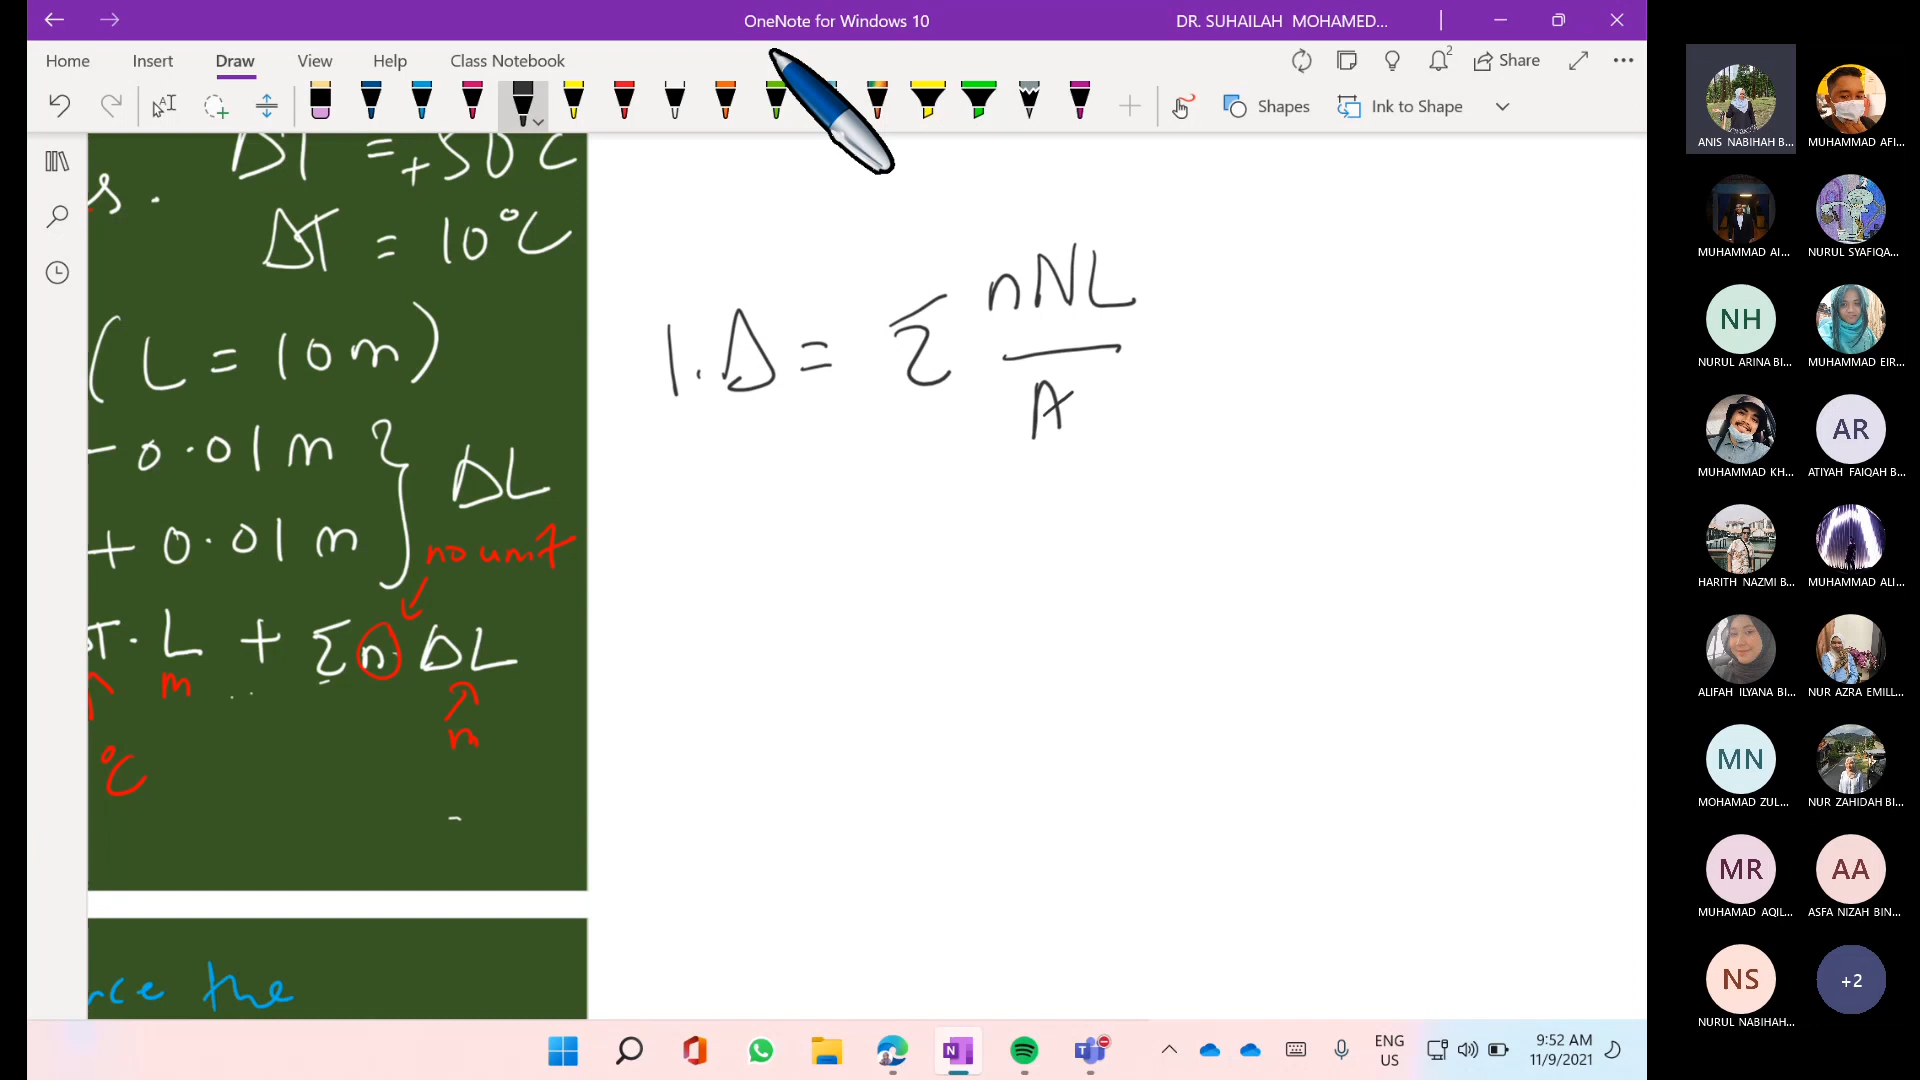 OneNote for Windows 10
DR. SUHAILAH MOHAMED...
Home Insert Draw View Help Class Notebook
2
Share
Shapes Ink to Shape
ΔT = +50°C
s.
ΔT = 10°C
(L = 10m)
- 0.01m
+ 0.01m
} ΔL
no unit
T. L + Σn. ΔL
m
m
°C
rce the
1.Δ = Σ nNL
A
ANIS NABIHAH B... MUHAMMAD AFI...
MUHAMMAD AI... NURUL SYAFIQA...
NH
NURUL ARINA BI... MUHAMMAD EIR...
AR
MUHAMMAD KH... ATIYAH FAIQAH B...
HARITH NAZMI B... MUHAMMAD ALI...
ALIFAH ILYANA BI... NUR AZRA EMILL...
MN
MOHAMAD ZUL... NUR ZAHIDAH BI...
MR AA
MUHAMAD AQIL... ASFA NIZAH BIN...
NS +2
NURUL NABIHAH...
ENG
US
9:52 AM
11/9/2021